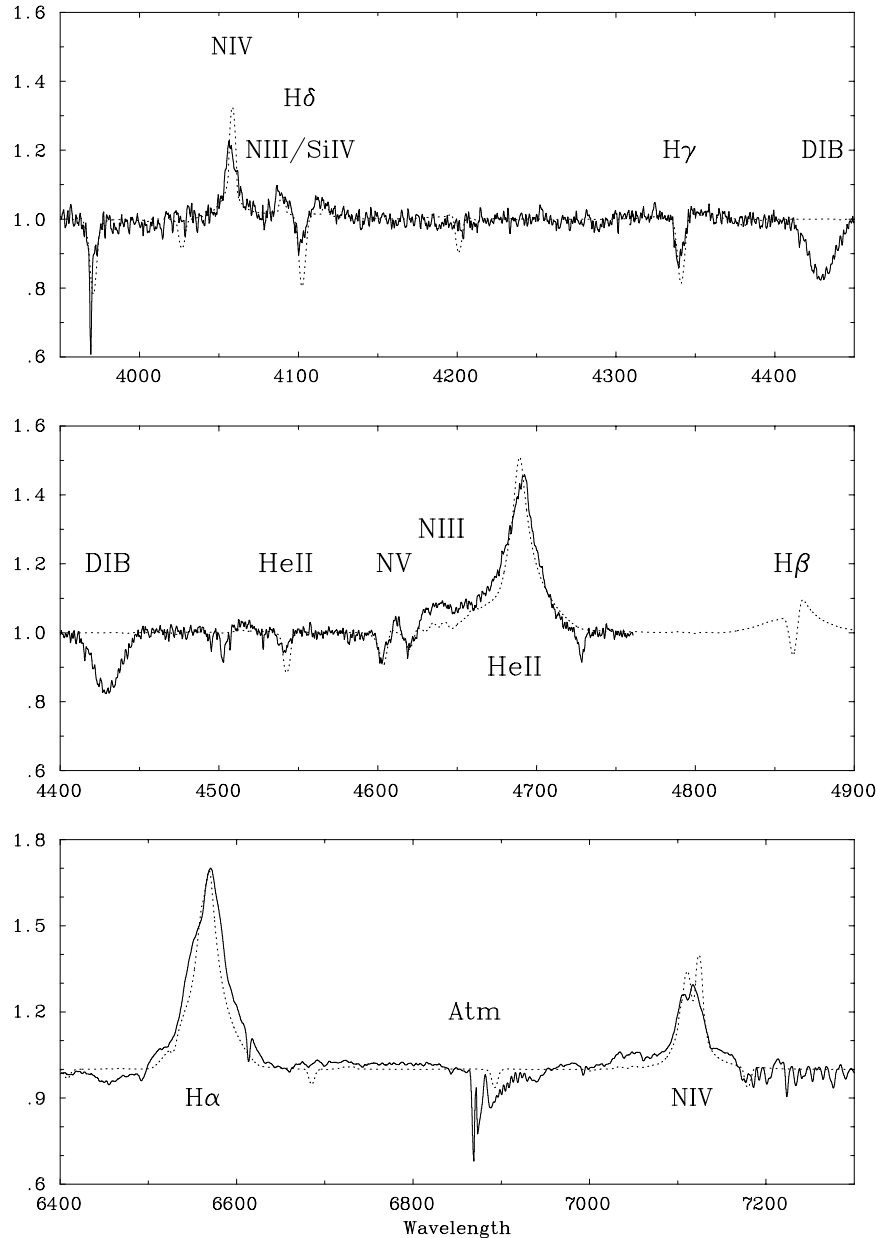 1.6
1.4
1.2
1.0
.8
.6
NIV
Hδ
NIII/SiIV
Hγ
DIB
4000
4100
4200
4300
4400
1.6
1.4
1.2
1.0
.8
.6
NIII
DIB
HeII
NV
Hβ
HeII
4400
4500
4600
4700
4800
4900
1.8
1.5
1.2
.9
.6
Atm
Hα
NIV
6400
6600
6800
7000
7200
Wavelength